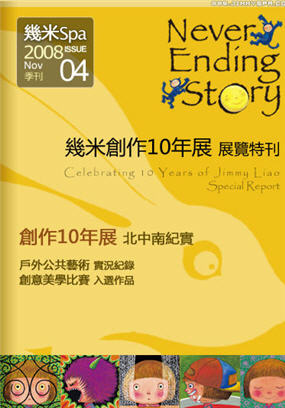 www.jimmyspa.com
幾米Spa
2008 ISSUE
Nov 04
季刊
Never
Ending
Story
幾米創作10年展 展覽特刊
Celebrating 10 Years of Jimmy Liao
Special Report
創作10年展 北中南紀實
戶外公共藝術 實況紀錄
創意美學比賽 入選作品